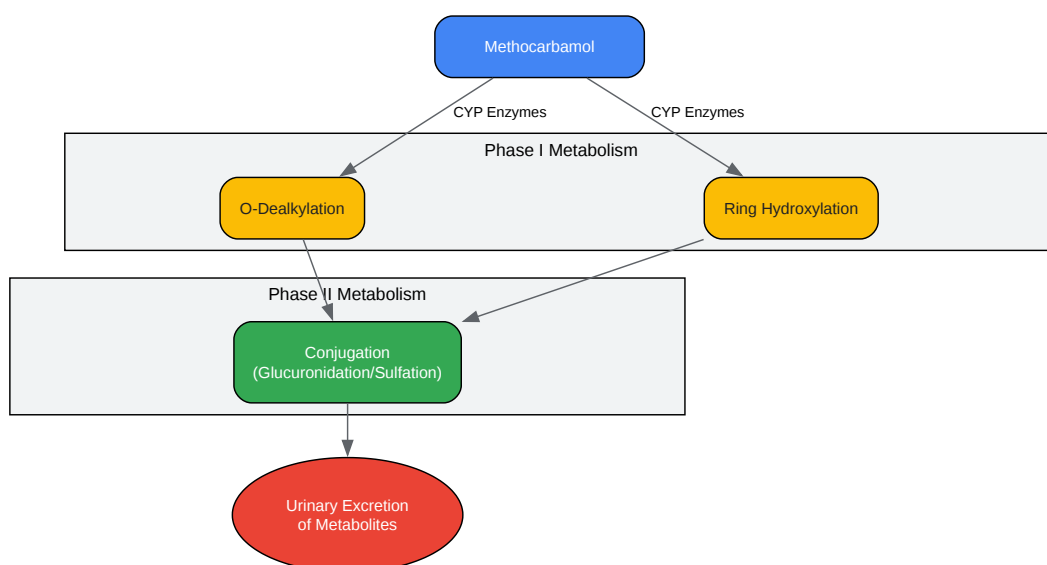 Methocarbamol
CYP Enzymes
CYP Enzymes
Phase I Metabolism
O-Dealkylation
Ring Hydroxylation
Phase II Metabolism
Conjugation
(Glucuronidation/Sulfation)
Urinary Excretion
of Metabolites